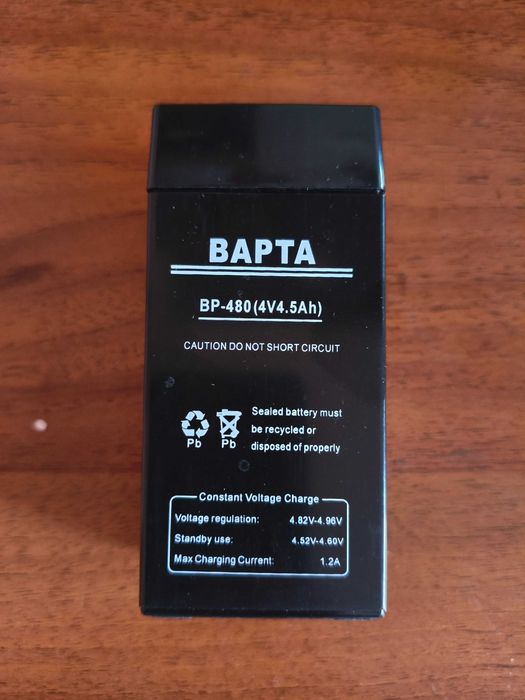 BAPTA
BP-480(4V4.5Ah)
CAUTION DO NOT SHORT CIRCUIT
Pb Pb
Sealed battery must
be recycled or
disposed of properly
Constant Voltage Charge
Voltage regulation: 4.82V-4.96V
Standby use: 4.52V-4.60V
Max Charging Current: 1.2A